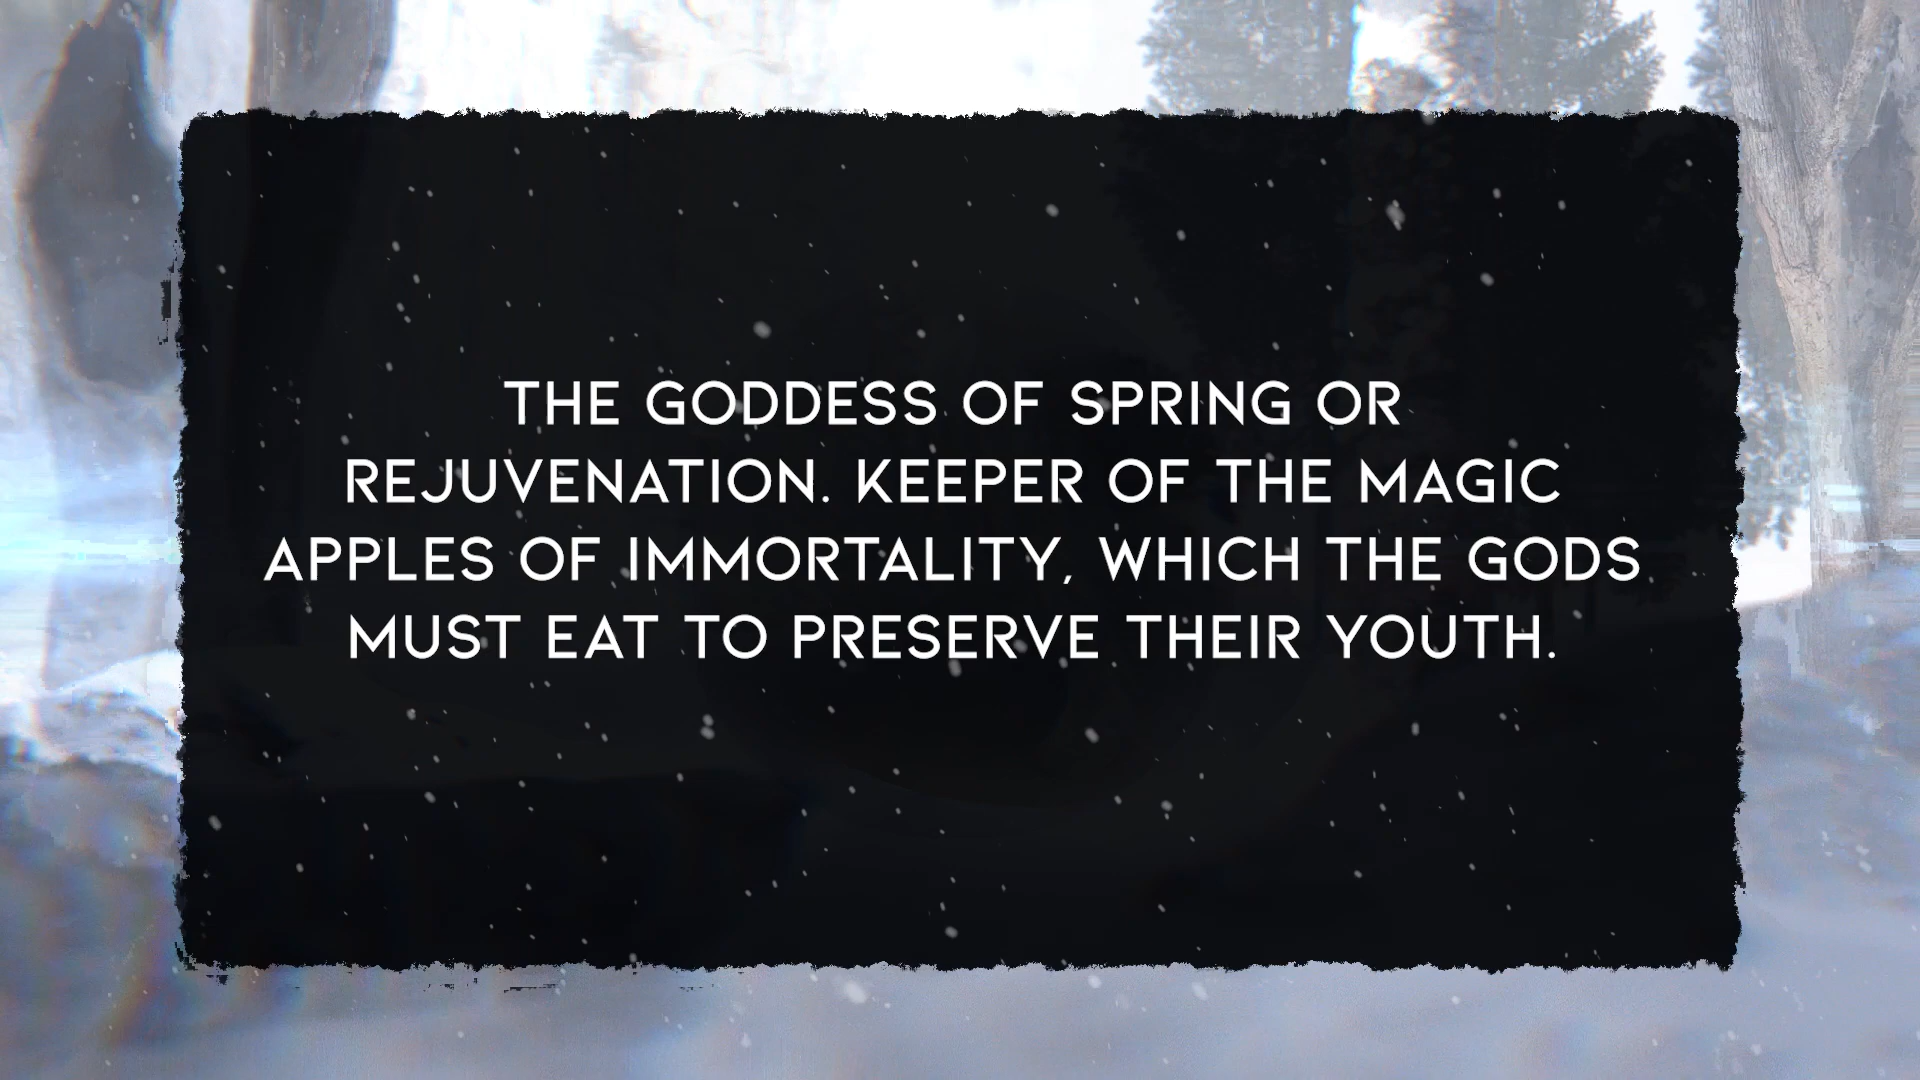 THE GODDESS OF SPRING OR
REJUVENATION. KEEPER OF THE MAGIC
APPLES OF IMMORTALITY, WHICH THE GODS
MUST EAT TO PRESERVE THEIR YOUTH.